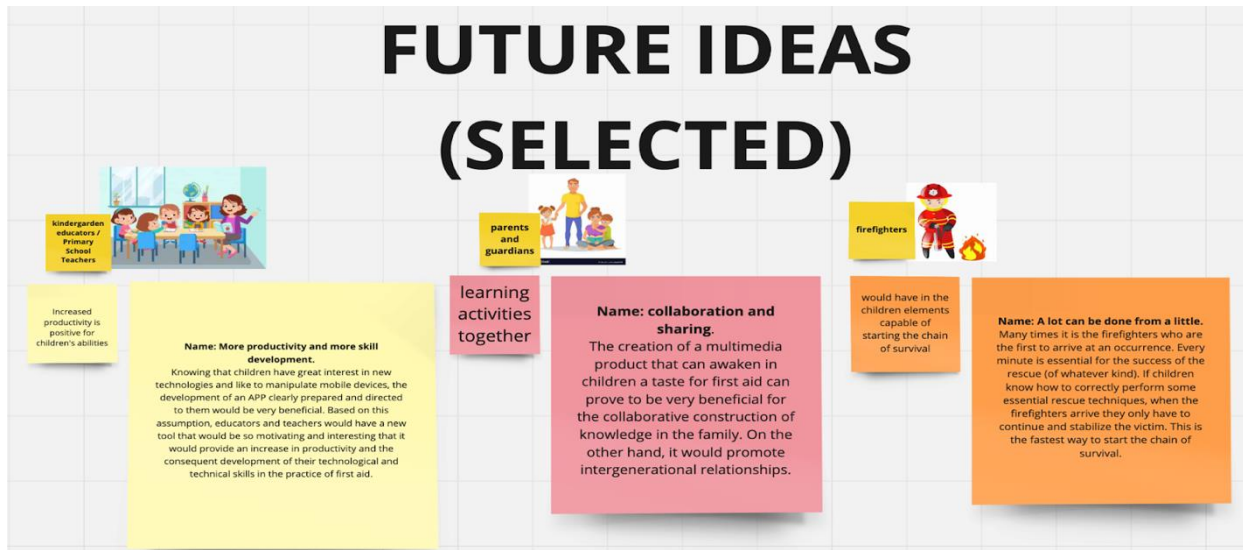 FUTURE IDEAS
(SELECTED)
kindergarden
educators /
Primary
School
Teachers
Increased
productivity is
positive for
children's abilities
Name: More productivity and more skill
development.
Knowing that children have great interest in new
technologies and like to manipulate mobile devices, the
development of an APP clearly prepared and directed
to them would be very beneficial. Based on this
assumption, educators and teachers would have a new
tool that would be so motivating and interesting that it
would provide an increase in productivity and the
consequent development of their technological and
technical skills in the practice of first aid.
parents
and
guardians
learning
activities
together
Name: collaboration and
sharing.
The creation of a multimedia
product that can awaken in
children a taste for first aid can
prove to be very beneficial for
the collaborative construction of
knowledge in the family. On the
other hand, it would promote
intergenerational relationships.
firefighters
would have in the
children elements
capable of
starting the chain
of survival
Name: A lot can be done from a little.
Many times it is the firefighters who are
the first to arrive at an occurrence. Every
minute is essential for the success of the
rescue (of whatever kind). If children
know how to correctly perform some
essential rescue techniques, when the
firefighters arrive they only have to
continue and stabilize the victim. This is
the fastest way to start the chain of
survival.